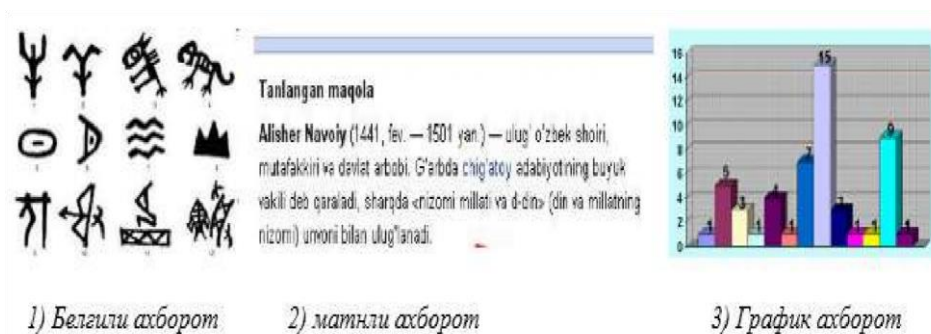 Tanlangan maqola
Alisher Navoiy (1441, fev. — 1501 yan.) — ulug' o'zbek shoiri,
mutafakkiri va davlat arbobi. G'arbda chig'atoy adabiyotining buyuk
vakili deb qaraladi, sharqda «nizomi millati va d-din» (din va millatning
nizomi) unvoni bilan ulug'lanadi.
16
14
12
10
8
6
4
2
0
1
5
3
1
4
1
7
15
3
1
1
9
1
1) Белгили ахборот
2) матнли ахборот
3) График ахборот